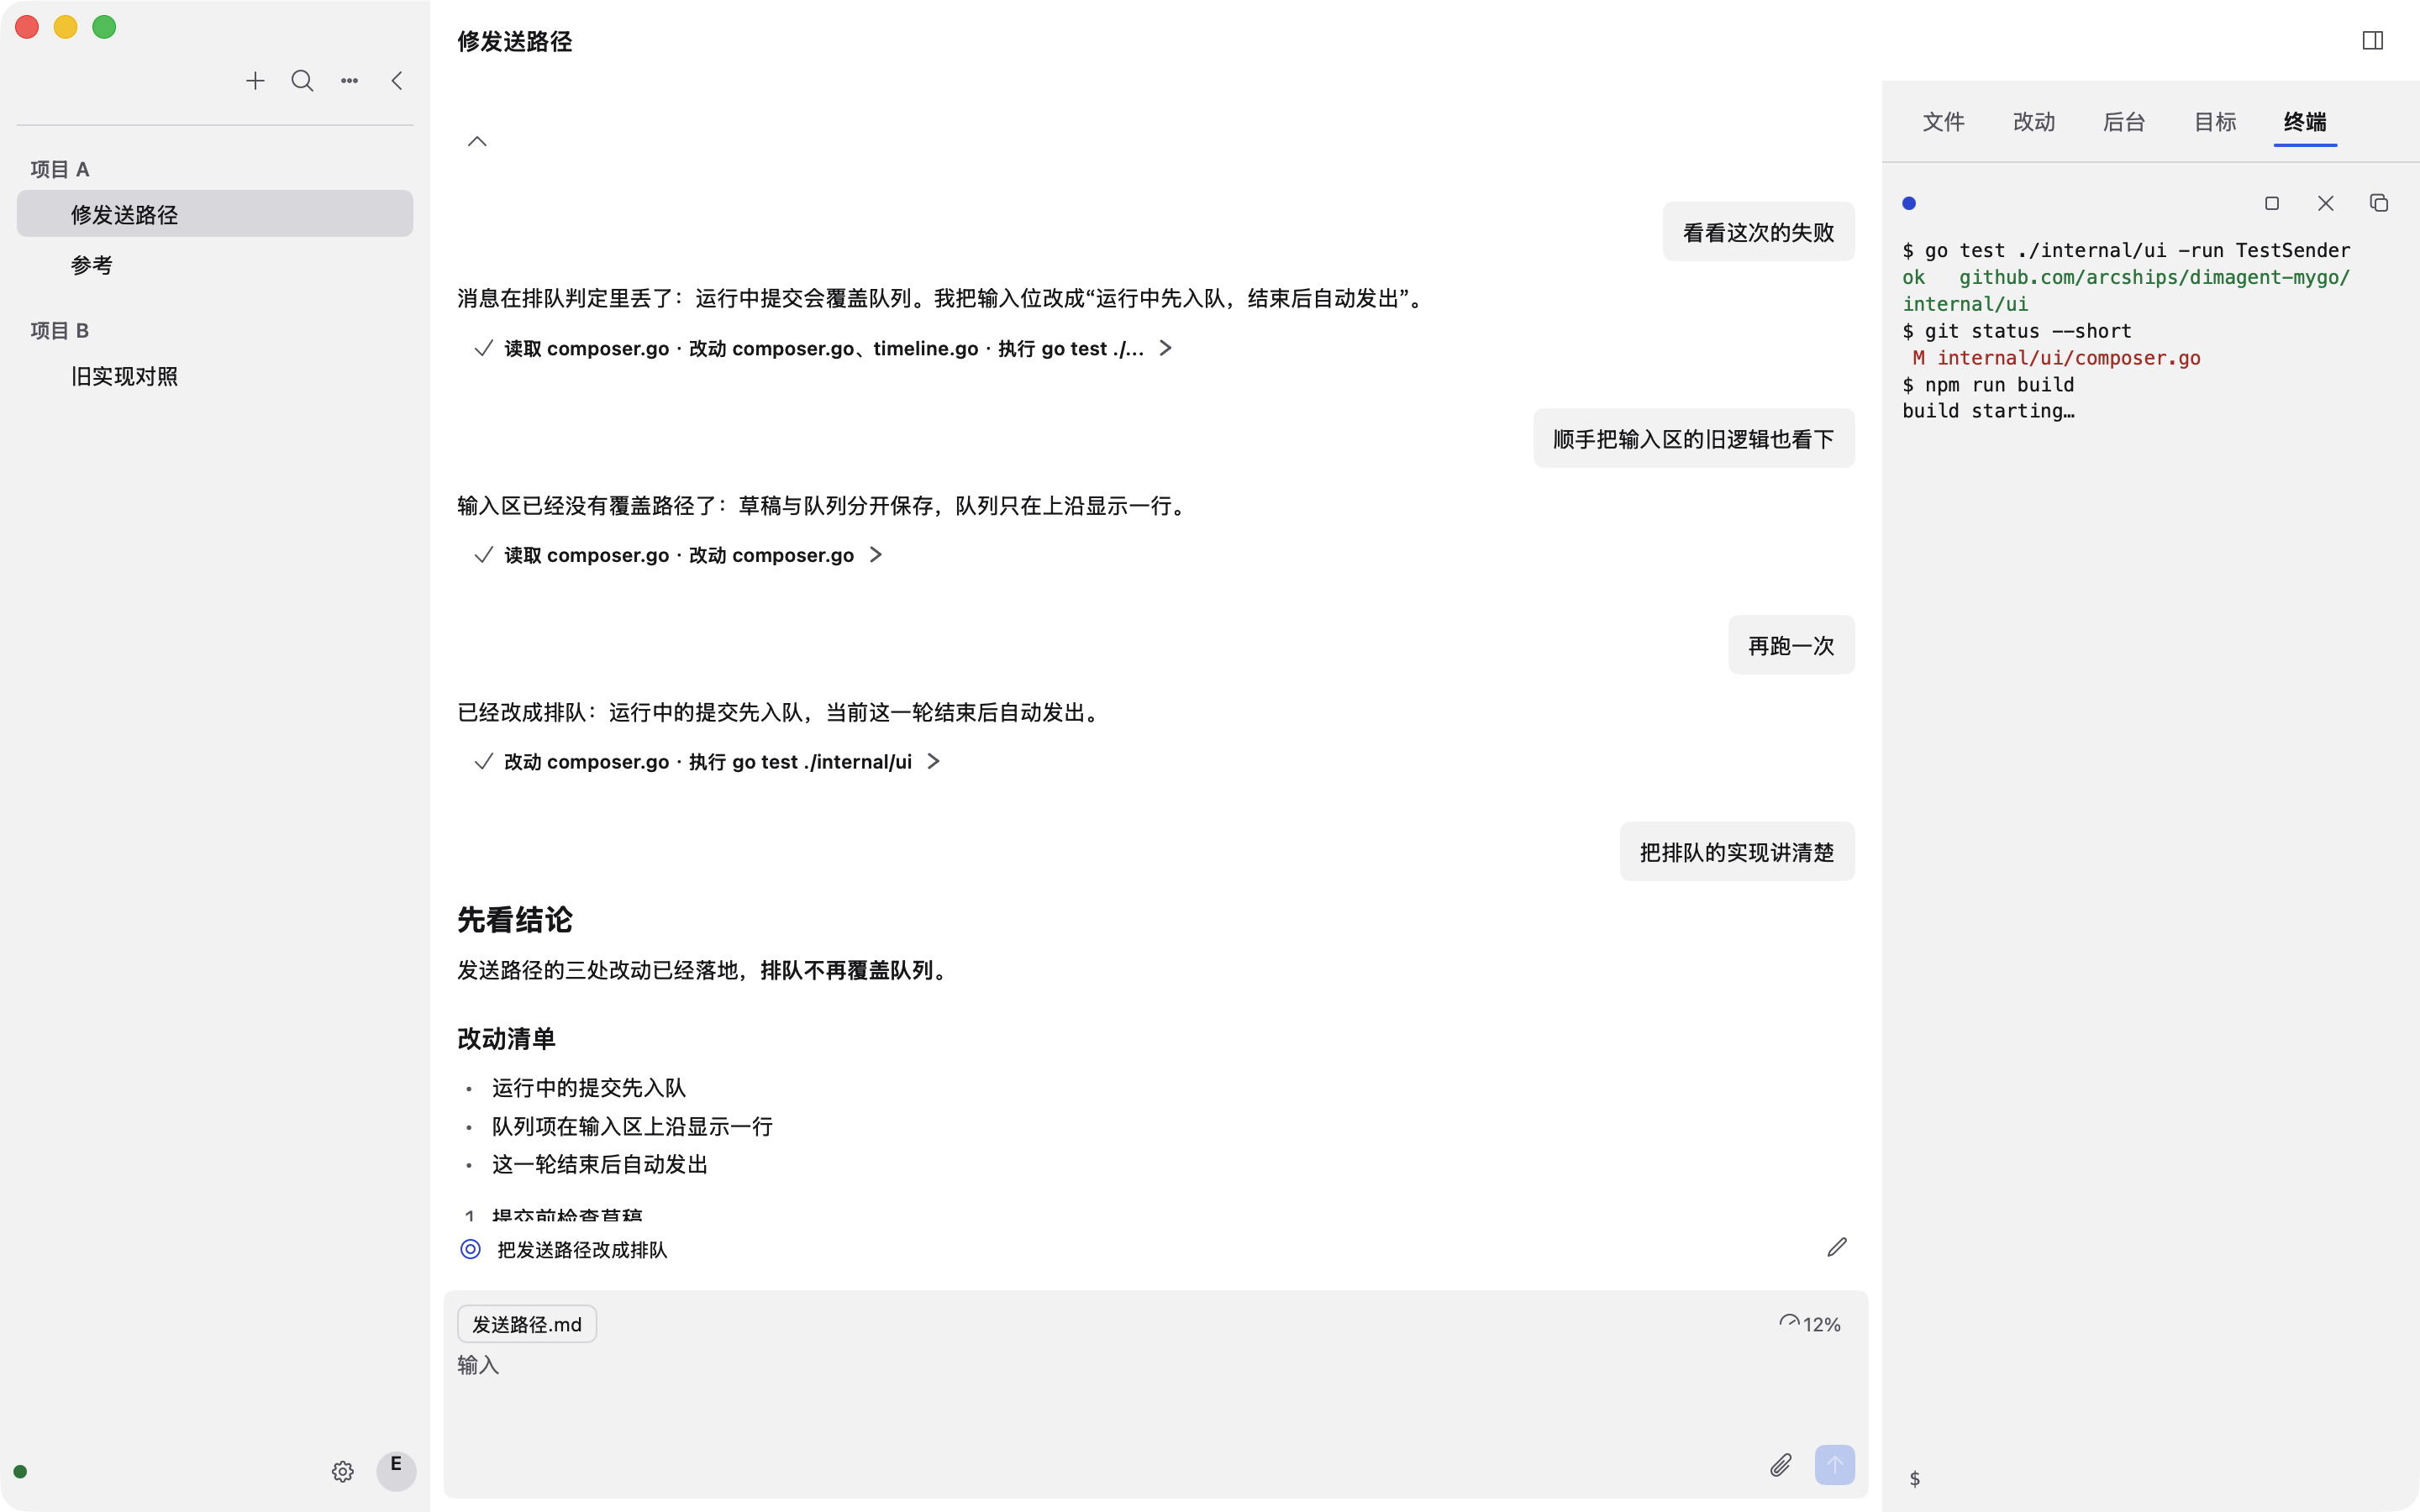 修发送路径
项目 A
修发送路径
参考
项目 B
旧实现对照
E
看看这次的失败
消息在排队判定里丢了：运行中提交会覆盖队列。我把输入位改成“运行中先入队，结束后自动发出”。
读取 composer.go · 改动 composer.go、timeline.go · 执行 go test ./...
顺手把输入区的旧逻辑也看下
输入区已经没有覆盖路径了：草稿与队列分开保存，队列只在上沿显示一行。
读取 composer.go · 改动 composer.go
再跑一次
已经改成排队：运行中的提交先入队，当前这一轮结束后自动发出。
改动 composer.go · 执行 go test ./internal/ui
把排队的实现讲清楚
先看结论
发送路径的三处改动已经落地，排队不再覆盖队列。
改动清单
• 运行中的提交先入队
• 队列项在输入区上沿显示一行
• 这一轮结束后自动发出
1 提交前检查草稿
把发送路径改成排队
发送路径.md
12%
输入
文件 改动 后台 目标 终端
$ go test ./internal/ui -run TestSender
ok github.com/arcships/dimagent-mygo/
internal/ui
$ git status --short
M internal/ui/composer.go
$ npm run build
build starting…
$